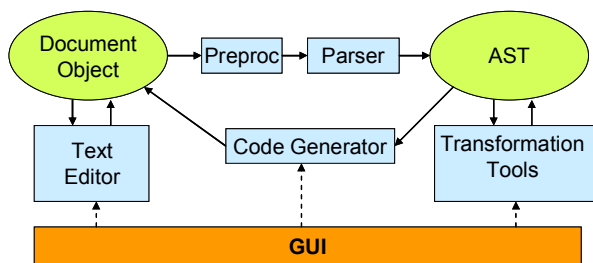 Document
Object
Preproc
Parser
AST
Text
Editor
Code Generator
Transformation
Tools
GUI